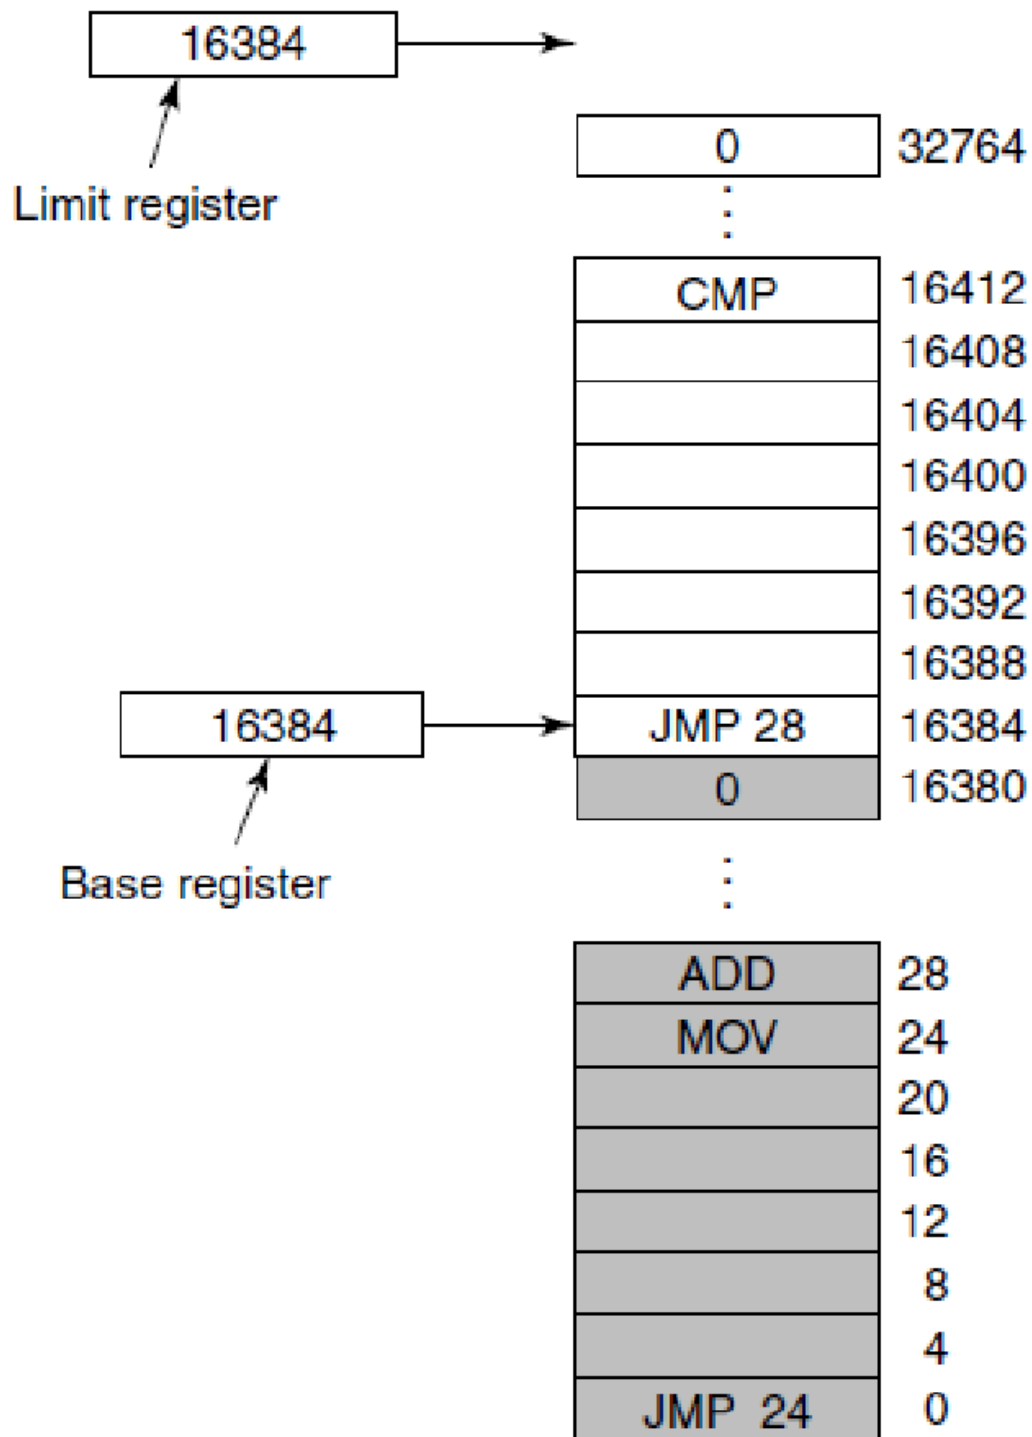 16384
Limit register
0 32764
CMP 16412
16408
16404
16400
16396
16392
16388
16384 JMP 28 16384
0 16380
Base register
ADD 28
MOV 24
20
16
12
8
4
JMP 24 0